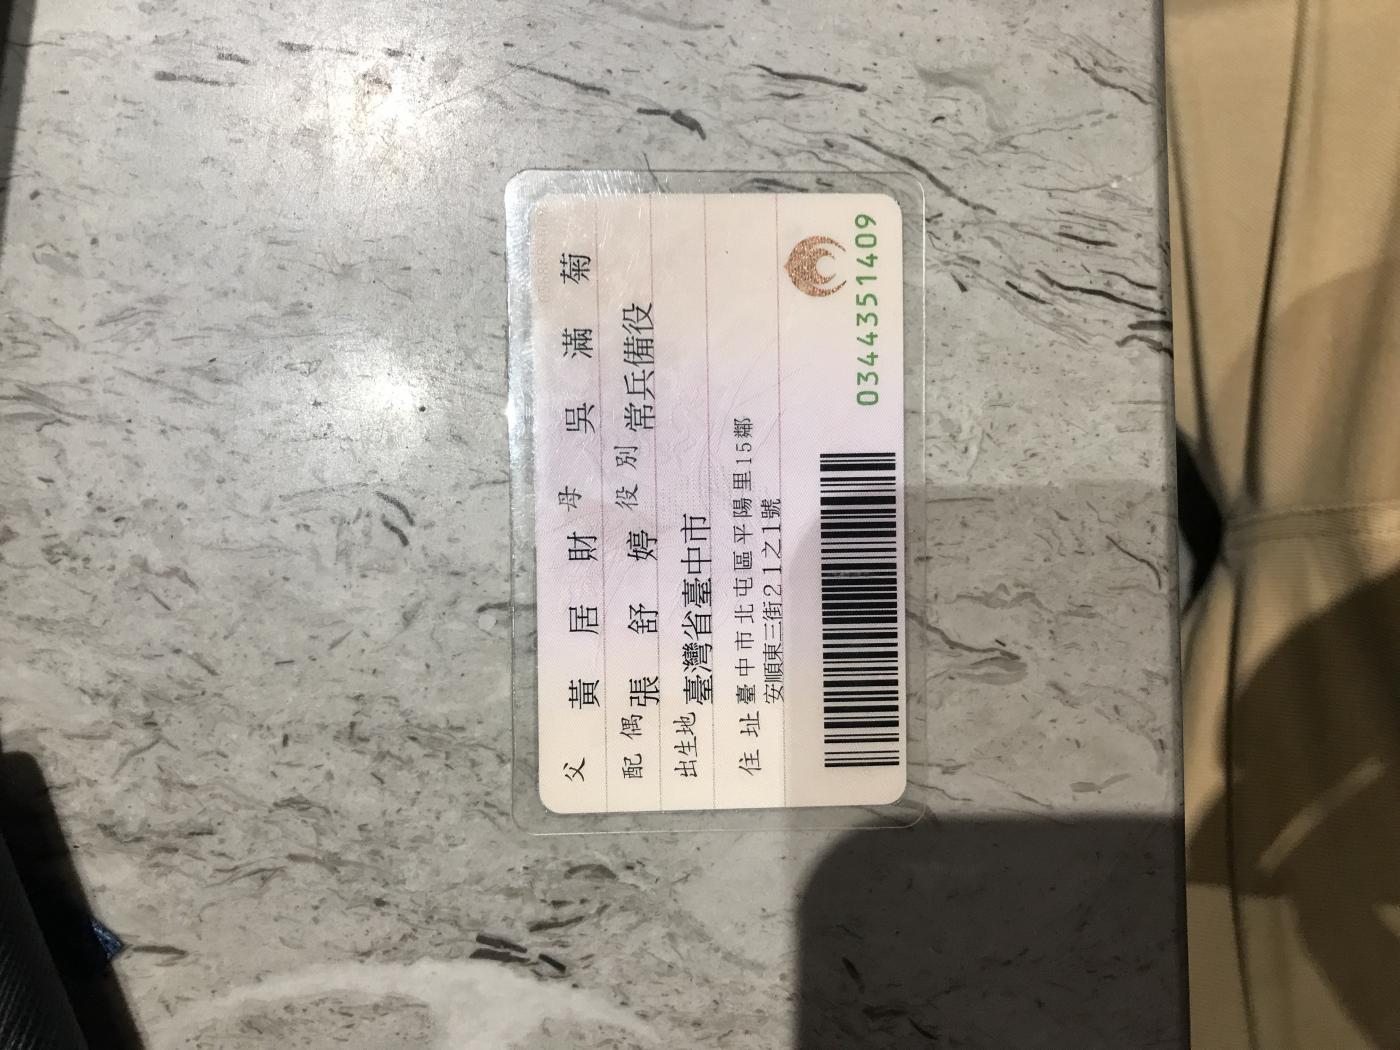 父 黃居財 母 吳滿菊
配偶 張舒婷 役別 常兵備役
出生地 臺灣省臺中市
住址 臺中市北屯區平陽里15鄰
安順東三街21之1號
0344351409